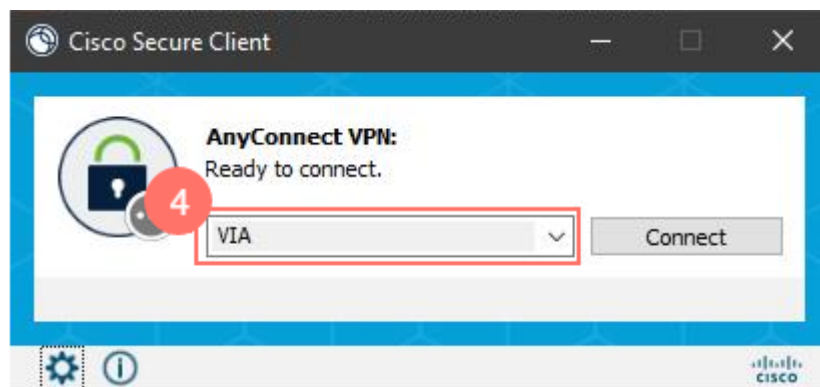 Cisco Secure Client
AnyConnect VPN:
Ready to connect.
4
VIA
Connect
CISCO